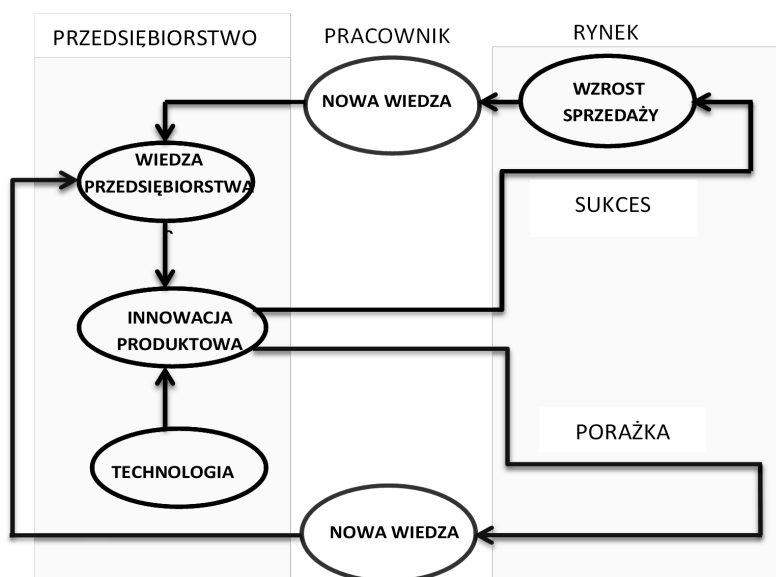 PRZEDSIĘBIORSTWO
PRACOWNIK
RYNEK
NOWA WIEDZA
WZROST
SPRZEDAŻY
WIEDZA
PRZEDSIĘBIORSTWA
SUKCES
INNOWACJA
PRODUKTOWA
PORAŻKA
TECHNOLOGIA
NOWA WIEDZA